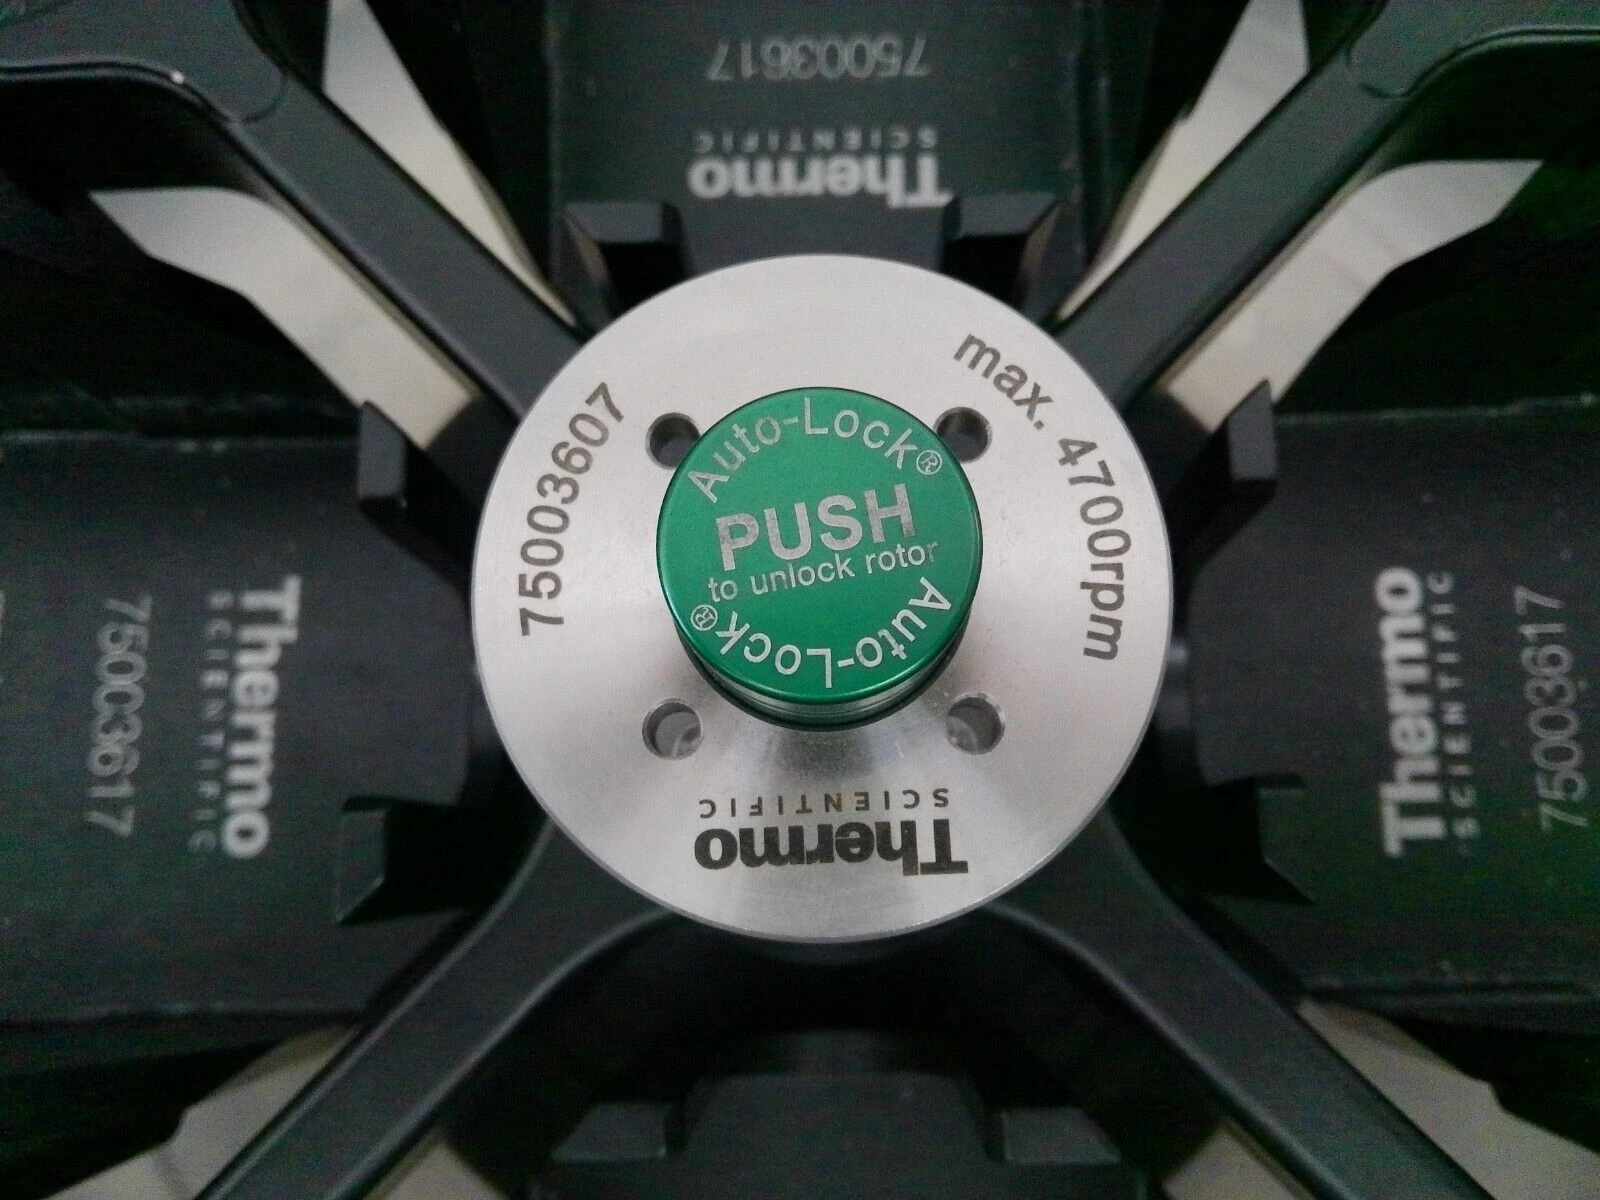 75003617
Thermo
SCIENTIFIC
75003607
max. 4700rpm
Auto-Lock®
PUSH
to unlock rotor
Auto-Lock®
Thermo
SCIENTIFIC
Thermo
SCIENTIFIC
75003617
Thermo
SCIENTIFIC
75003617